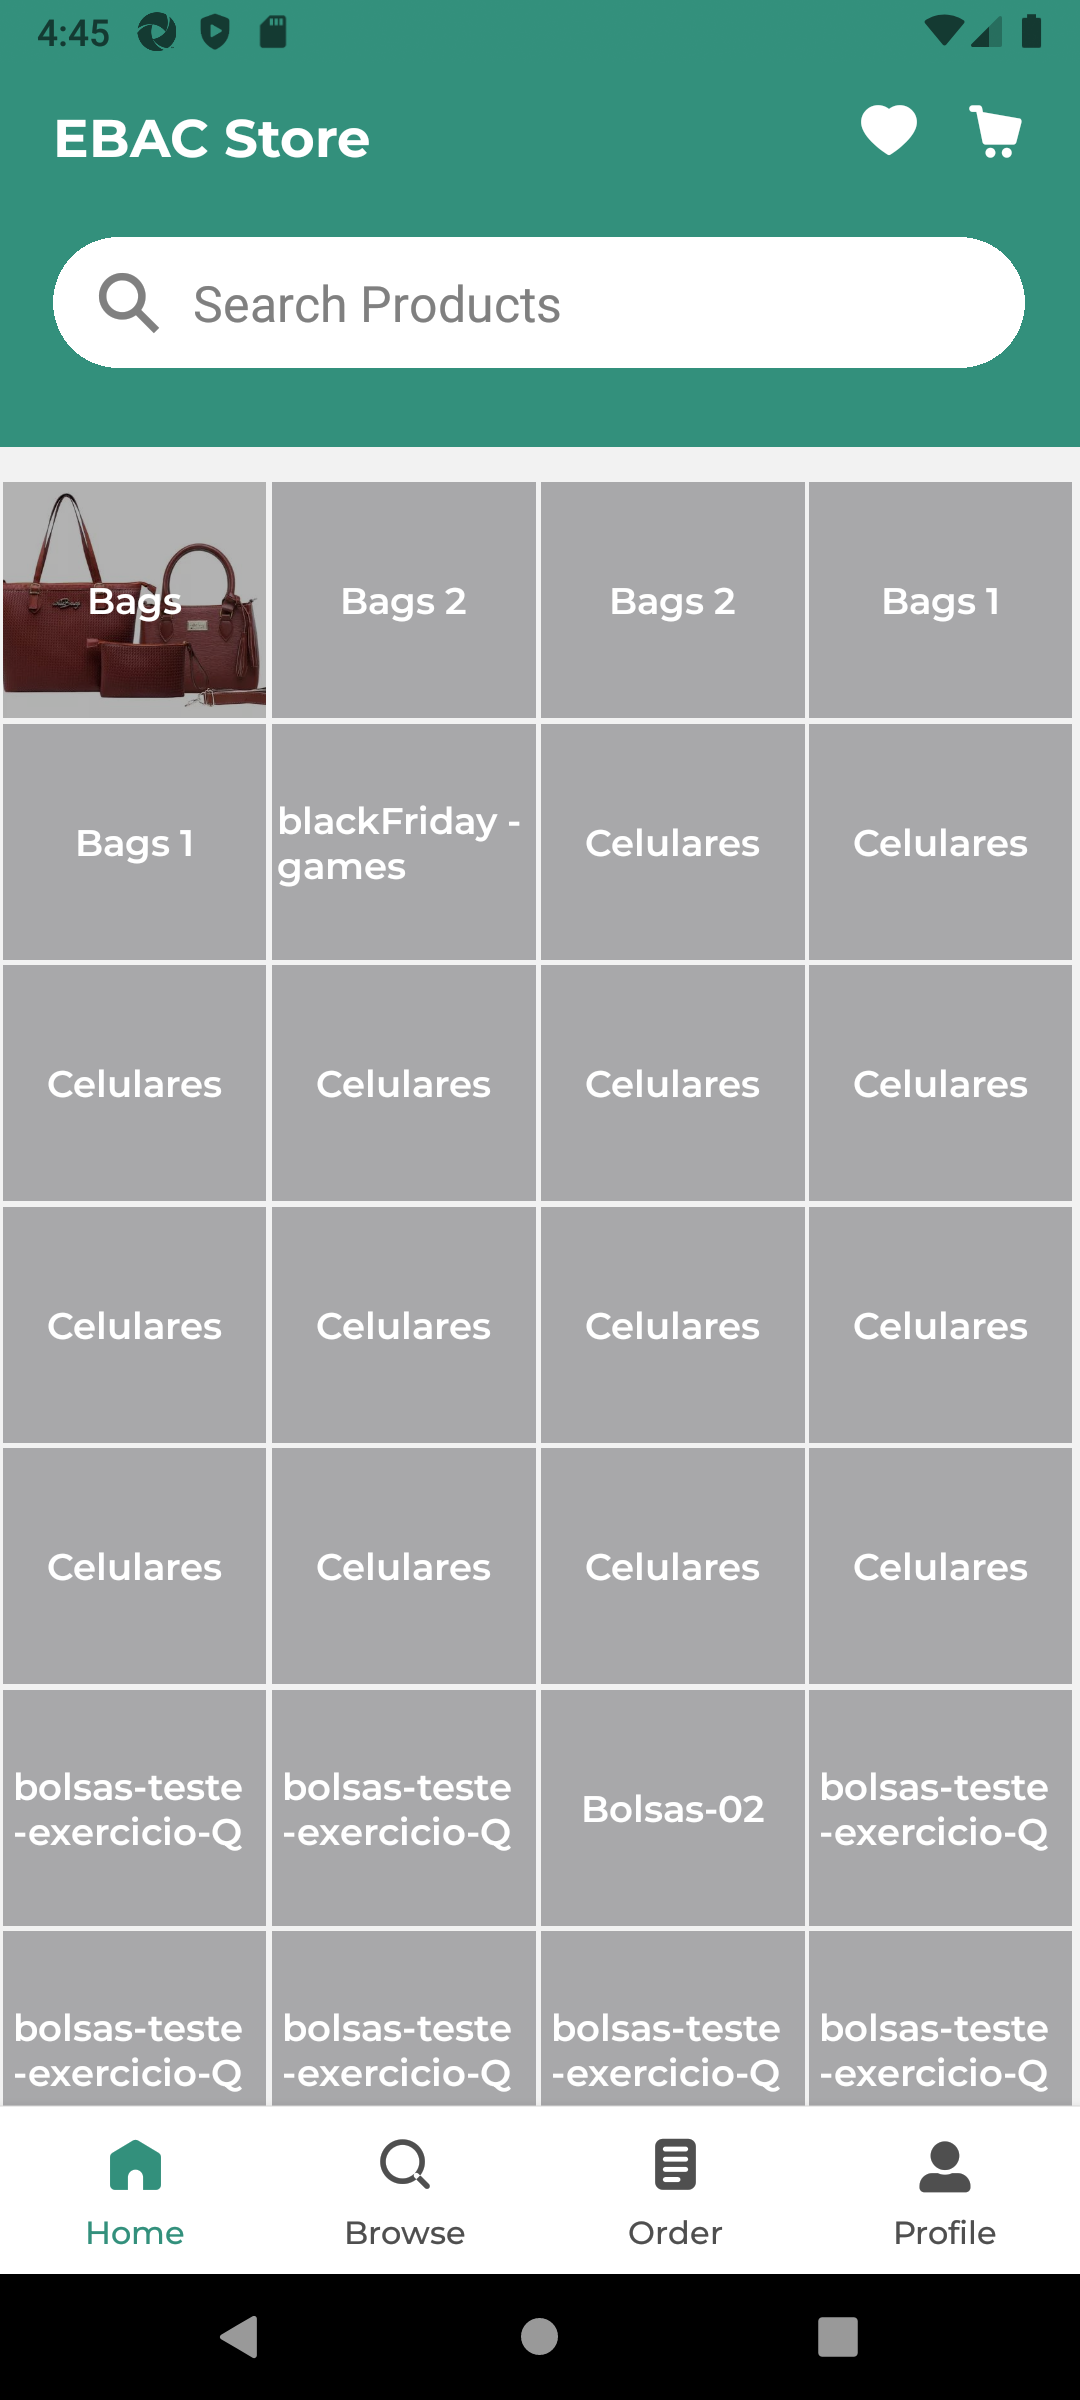 4:45
EBAC Store
Search Products
Bags
Bags 2
Bags 2
Bags 1
Bags 1
blackFriday -
games
Celulares
Celulares
Celulares
Celulares
Celulares
Celulares
Celulares
Celulares
Celulares
Celulares
Celulares
Celulares
Celulares
Celulares
bolsas-teste
-exercicio-Q
bolsas-teste
-exercicio-Q
Bolsas-02
bolsas-teste
-exercicio-Q
bolsas-teste
-exercicio-Q
bolsas-teste
-exercicio-Q
bolsas-teste
-exercicio-Q
bolsas-teste
-exercicio-Q
Home
Browse
Order
Profile